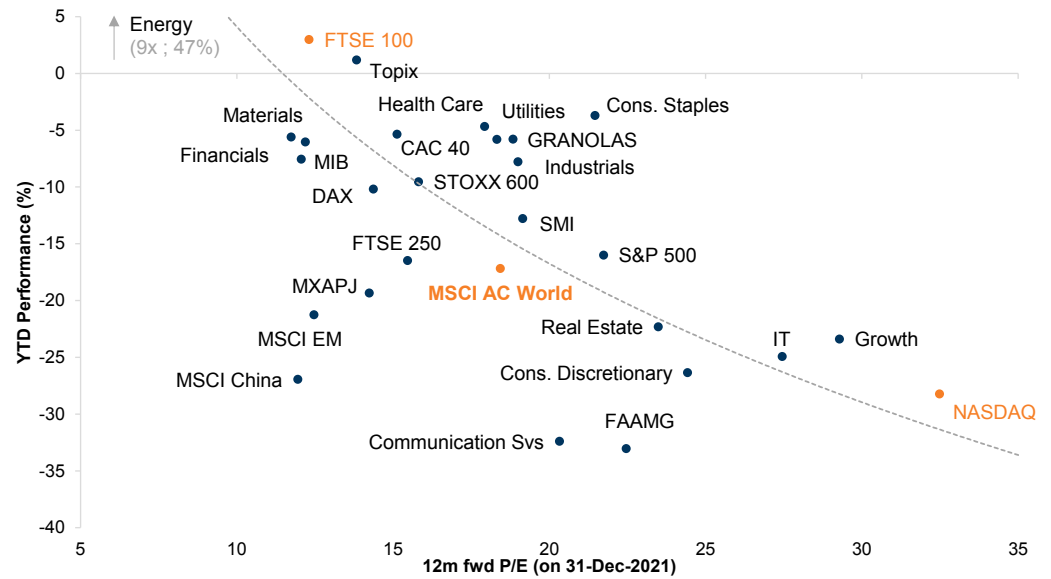 5
Energy
(9x ; 47%)
FTSE 100
0
Topix
Health Care
Utilities
Cons. Staples
Materials
-5
CAC 40
GRANOLAS
Financials
MIB
Industrials
-10
DAX
STOXX 600
SMI
-15
FTSE 250
S&P 500
MXAPJ
MSCI AC World
-20
Real Estate
IT
Growth
MSCI EM
-25
MSCI China
Cons. Discretionary
-30
NASDAQ
FAAMG
Communication Svs
-35
-40
YTD Performance (%)
5
10
15
20
25
30
35
12m fwd P/E (on 31-Dec-2021)